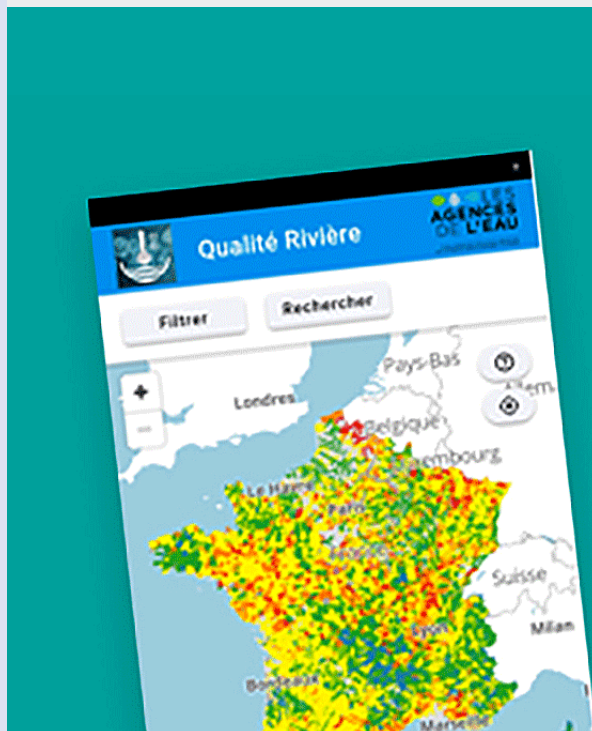 Qualité Rivière
LES
AGENCES
DE L'EAU
Filtrer
Rechercher
+
Pays-Bas
Londres
Belgique
Le Havre
Paris
Suisse
Lyon
Milan
Bordeaux
Marseille